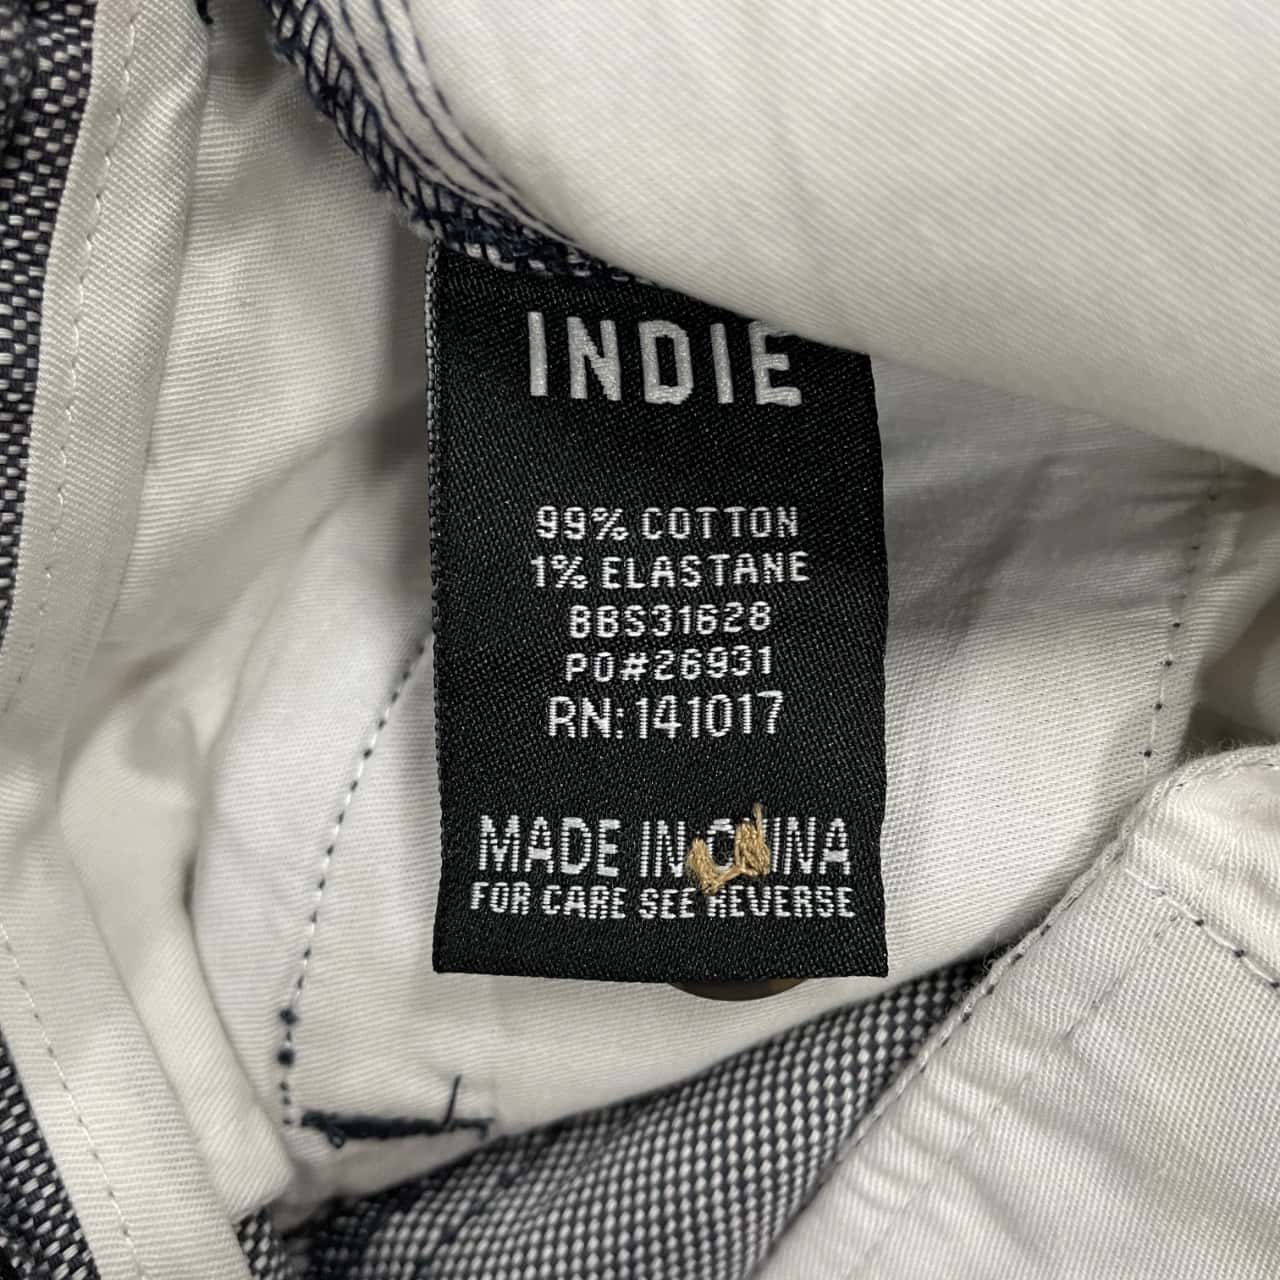 INDIE
99% COTTON
1% ELASTANE
BBS31628
PO#26931
RN: 141017
MADE IN CHINA
FOR CARE SEE REVERSE